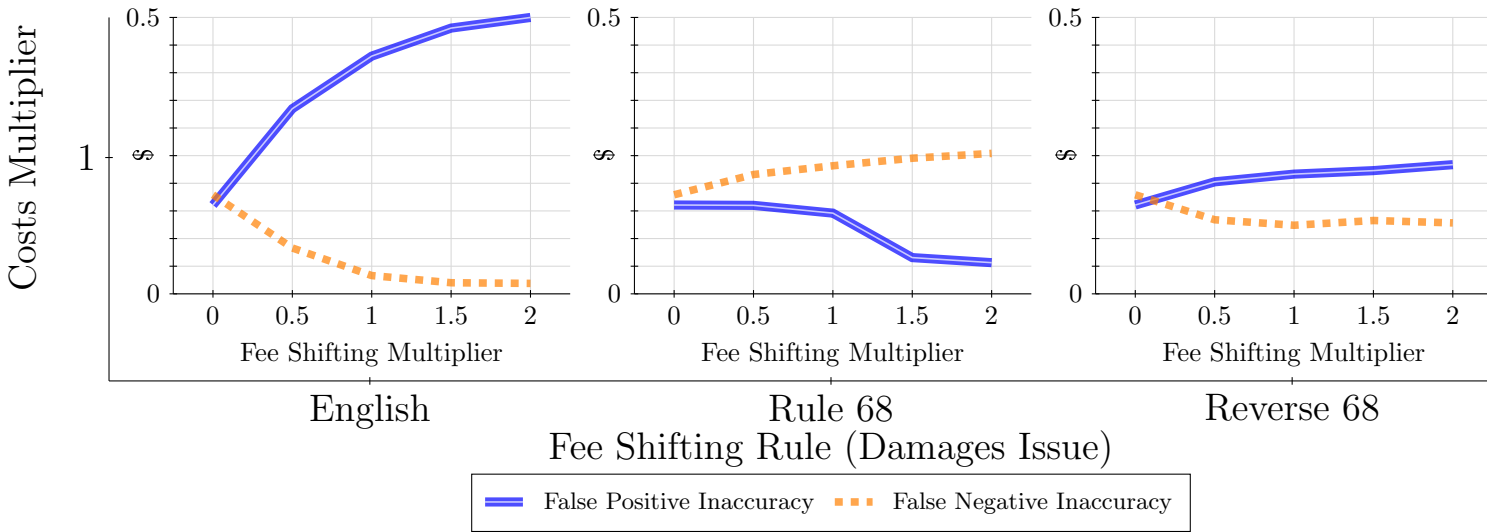 Costs Multiplier
1
0.5
$
0
0
0.5
1
1.5
2
Fee Shifting Multiplier
0.5
$
0
0
0.5
1
1.5
2
Fee Shifting Multiplier
0.5
$
0
0
0.5
1
1.5
2
Fee Shifting Multiplier
English
Rule 68
Reverse 68
Fee Shifting Rule (Damages Issue)
False Positive Inaccuracy
False Negative Inaccuracy